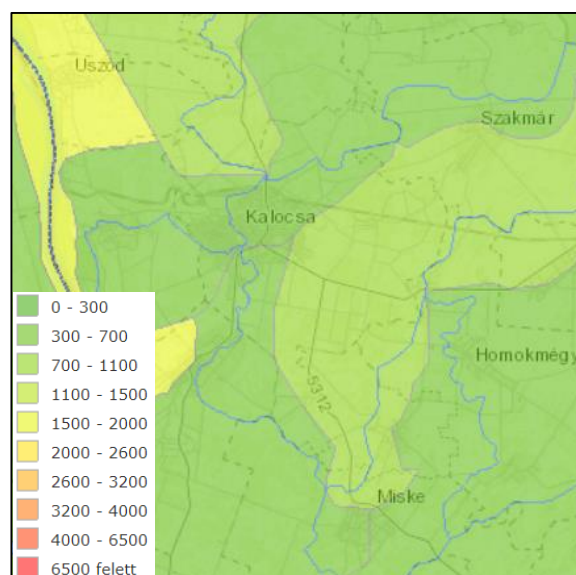 Uszód
Szakmár
Kalocsa
Homokmégy
5312
Miske
0 - 300
300 - 700
700 - 1100
1100 - 1500
1500 - 2000
2000 - 2600
2600 - 3200
3200 - 4000
4000 - 6500
6500 felett